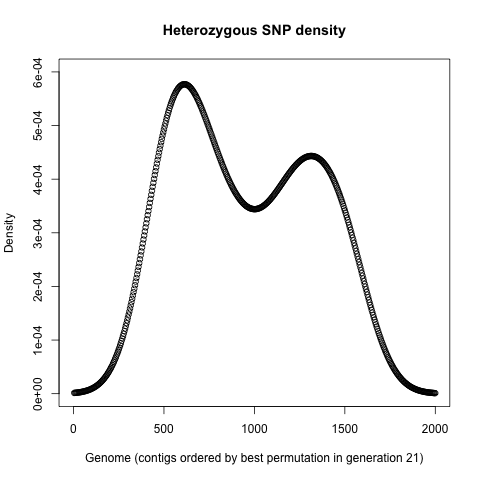 Heterozygous SNP density
6e-04
5e-04
4e-04
3e-04
2e-04
1e-04
0e+00
Density
0 500 1000 1500 2000
Genome (contigs ordered by best permutation in generation 21)